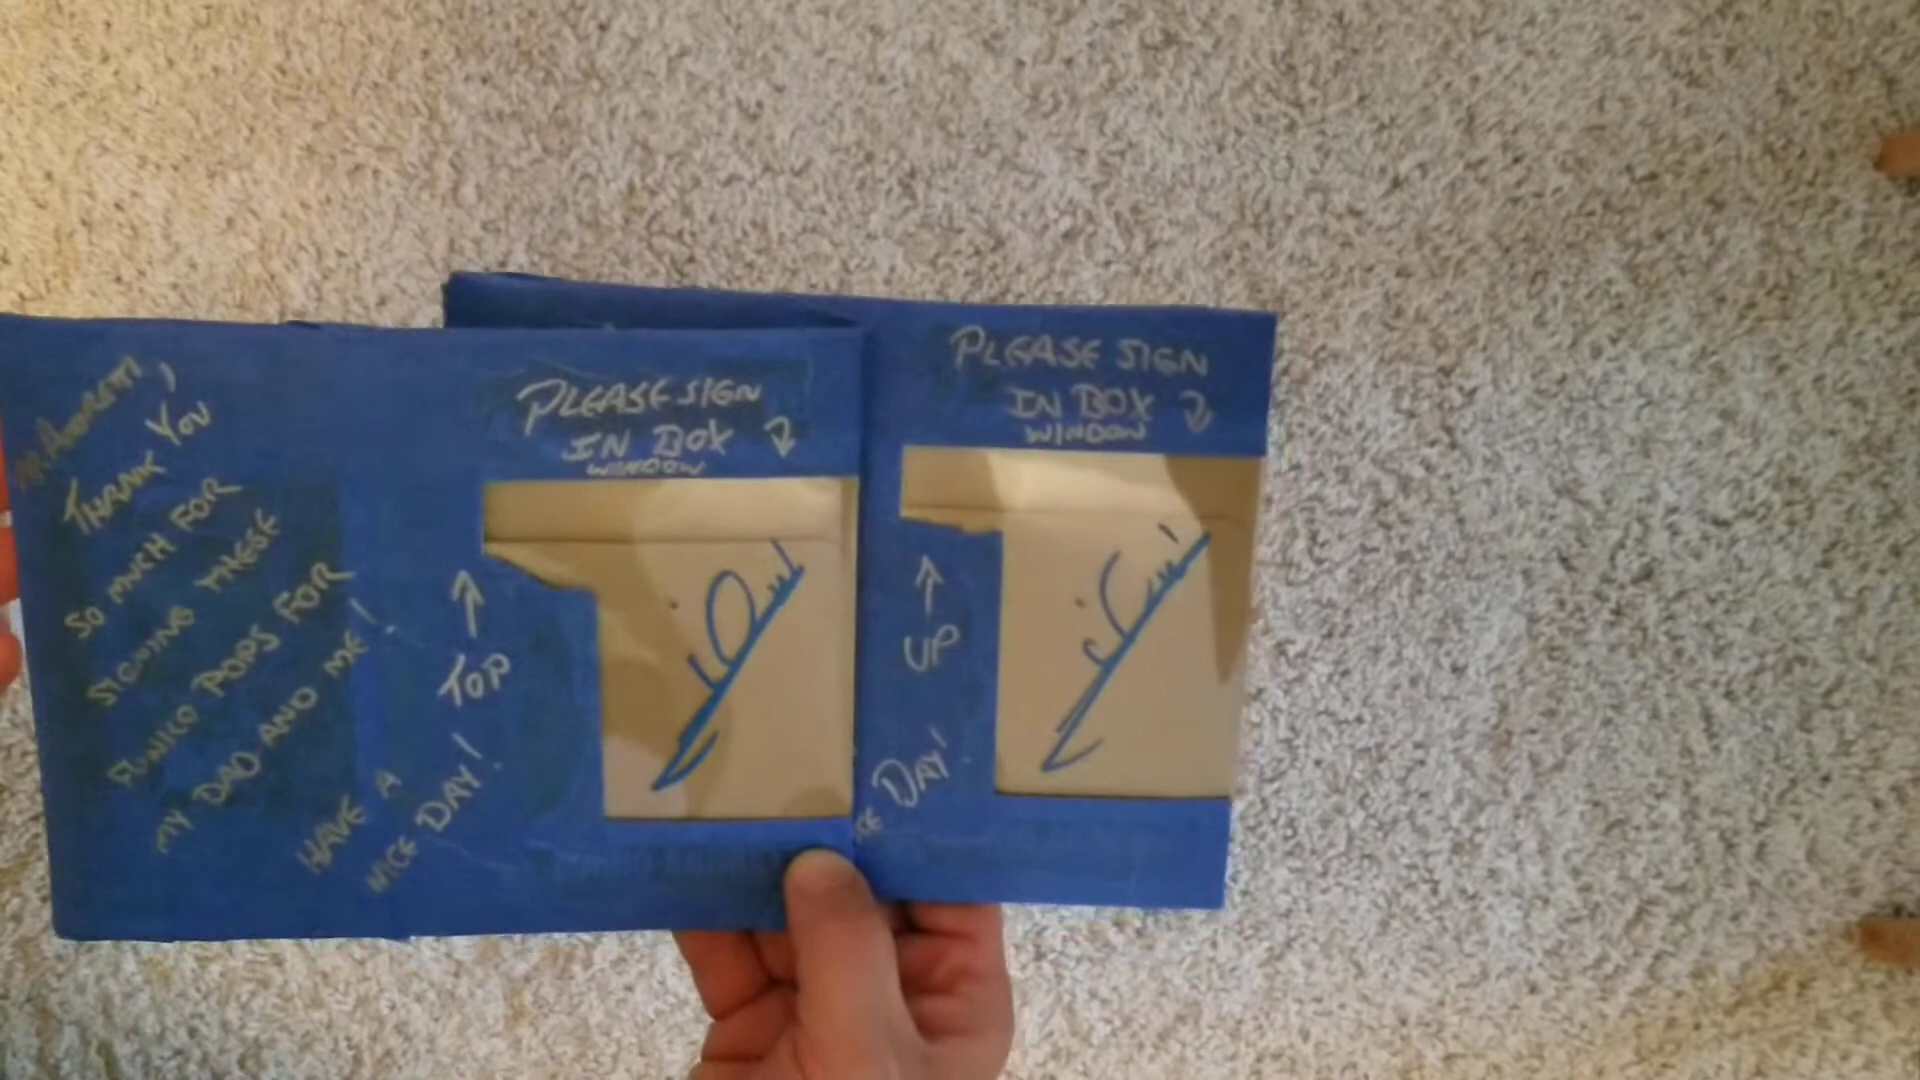 M. ANDRETTI,
THANK YOU
SO MUCH FOR
SIGNING THESE
FUNKO POPS FOR
MY DAD AND ME!
HAVE A
NICE DAY!
TOP
PLEASE SIGN
IN BOX
WINDOW
PLEASE SIGN
IN BOX
WINDOW
UP
DAY!